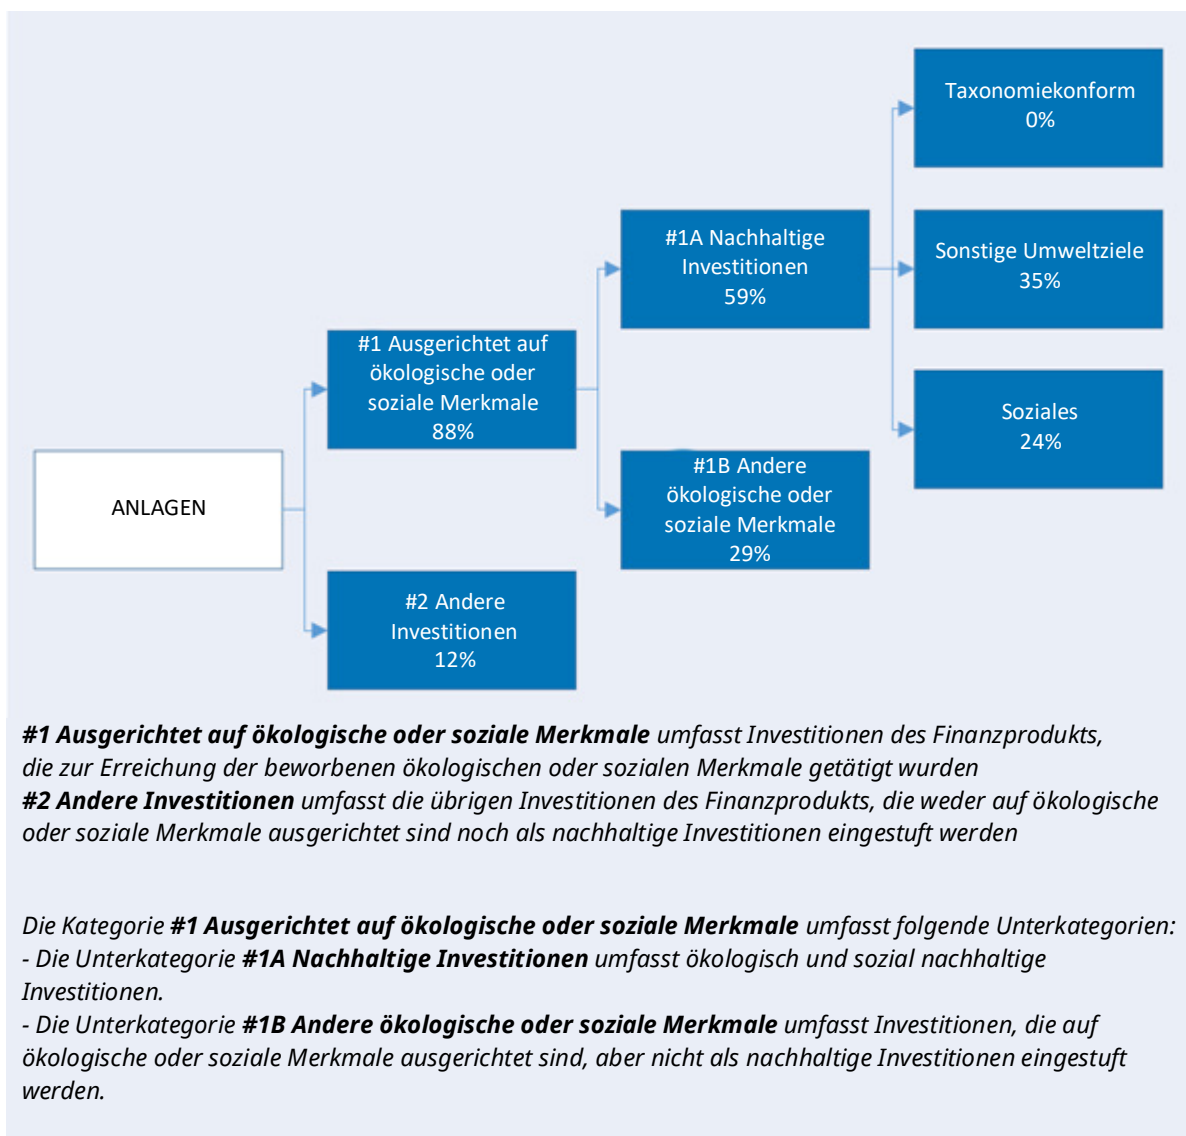 Taxonomiekonform
0%
#1A Nachhaltige
Investitionen
59%
Sonstige Umweltziele
35%
#1 Ausgerichtet auf
ökologische oder
soziale Merkmale
88%
Soziales
24%
ANLAGEN
#1B Andere
ökologische oder
soziale Merkmale
29%
#2 Andere
Investitionen
12%
#1 Ausgerichtet auf ökologische oder soziale Merkmale umfasst Investitionen des Finanzprodukts,
die zur Erreichung der beworbenen ökologischen oder sozialen Merkmale getätigt wurden
#2 Andere Investitionen umfasst die übrigen Investitionen des Finanzprodukts, die weder auf ökologische
oder soziale Merkmale ausgerichtet sind noch als nachhaltige Investitionen eingestuft werden
Die Kategorie #1 Ausgerichtet auf ökologische oder soziale Merkmale umfasst folgende Unterkategorien:
- Die Unterkategorie #1A Nachhaltige Investitionen umfasst ökologisch und sozial nachhaltige
Investitionen.
- Die Unterkategorie #1B Andere ökologische oder soziale Merkmale umfasst Investitionen, die auf
ökologische oder soziale Merkmale ausgerichtet sind, aber nicht als nachhaltige Investitionen eingestuft
werden.